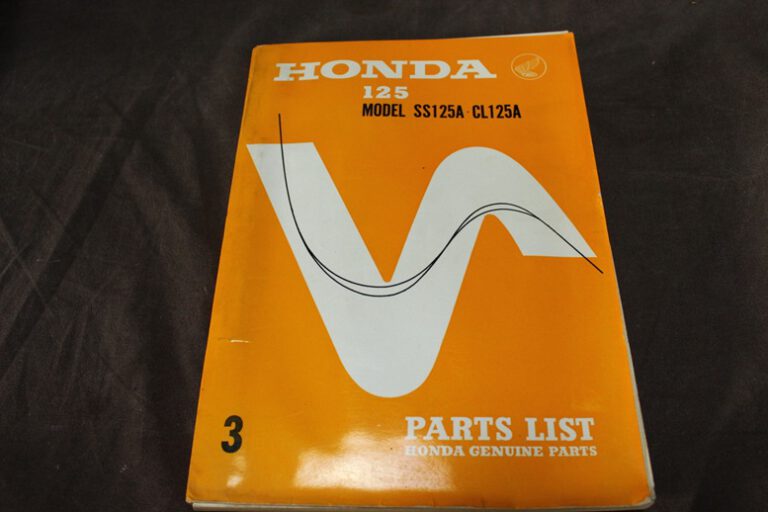 HONDA
125
MODEL SS125A·CL125A
3
PARTS LIST
HONDA GENUINE PARTS